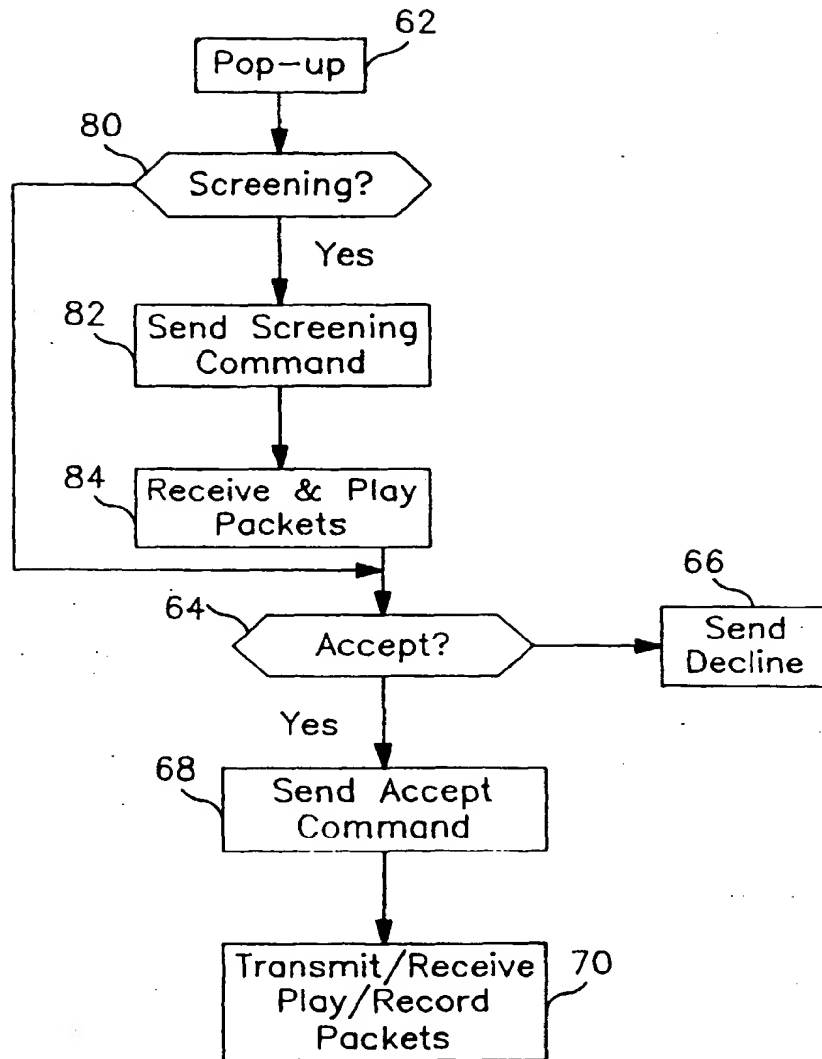 62
Pop-up
80
Screening?
Yes
82
Send Screening
Command
84
Receive & Play
Packets
64
Accept?
66
Send
Decline
Yes
68
Send Accept
Command
70
Transmit/Receive
Play/Record
Packets